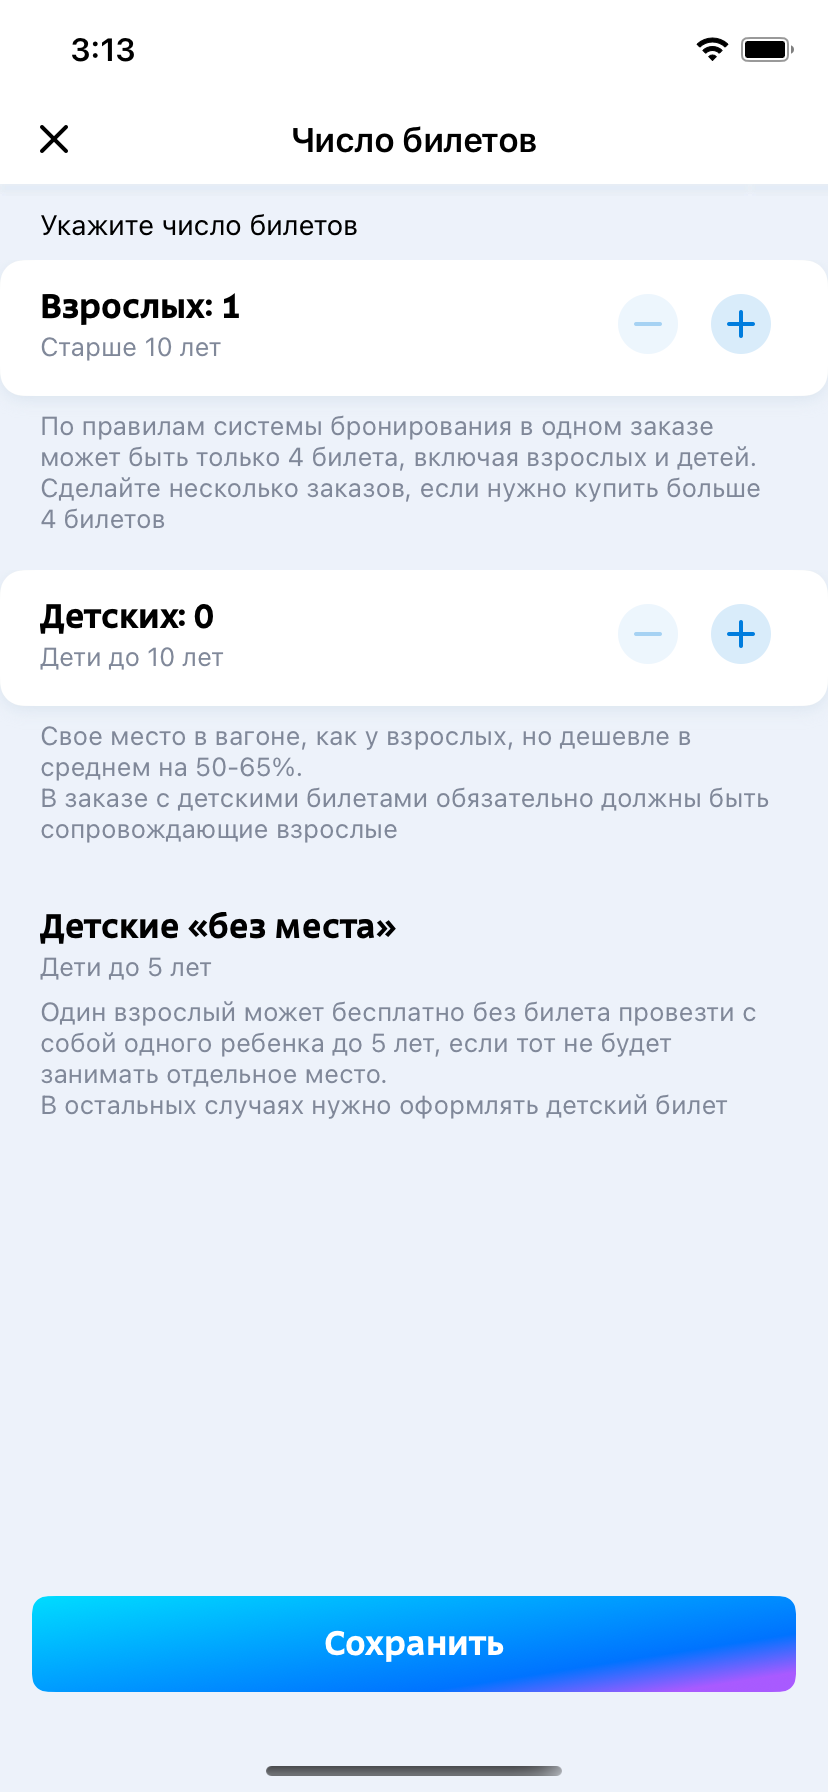 3:13
Число билетов
Укажите число билетов
Взрослых: 1
Старше 10 лет
По правилам системы бронирования в одном заказе
может быть только 4 билета, включая взрослых и детей.
Сделайте несколько заказов, если нужно купить больше
4 билетов
Детских: 0
Дети до 10 лет
Свое место в вагоне, как у взрослых, но дешевле в
среднем на 50-65%.
В заказе с детскими билетами обязательно должны быть
сопровождающие взрослые
Детские «без места»
Дети до 5 лет
Один взрослый может бесплатно без билета провезти с
собой одного ребенка до 5 лет, если тот не будет
занимать отдельное место.
В остальных случаях нужно оформлять детский билет
Сохранить